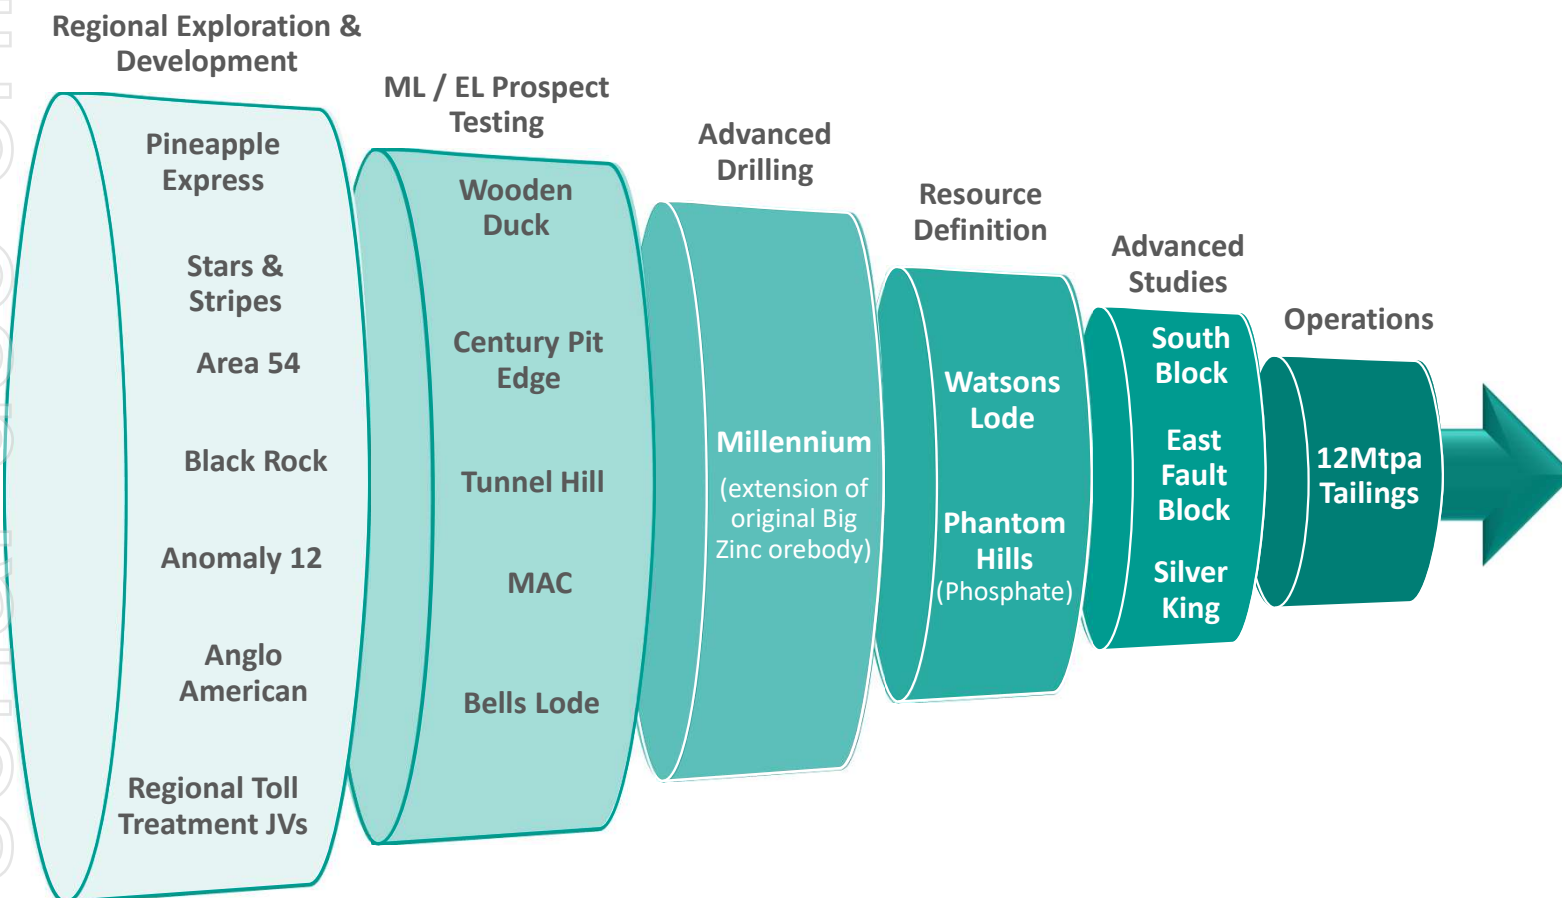 Regional Exploration &
Development
Pineapple
Express
Stars &
Stripes
Area 54
Black Rock
Anomaly 12
Anglo
American
Regional Toll
Treatment JVs
ML / EL Prospect
Testing
Wooden
Duck
Century Pit
Edge
Tunnel Hill
MAC
Bells Lode
Advanced
Drilling
Millennium
(extension of
original Big
Zinc orebody)
Resource
Definition
Watsons
Lode
Phantom
Hills
(Phosphate)
Advanced
Studies
South
Block
East
Fault
Block
Silver
King
Operations
12Mtpa
Tailings